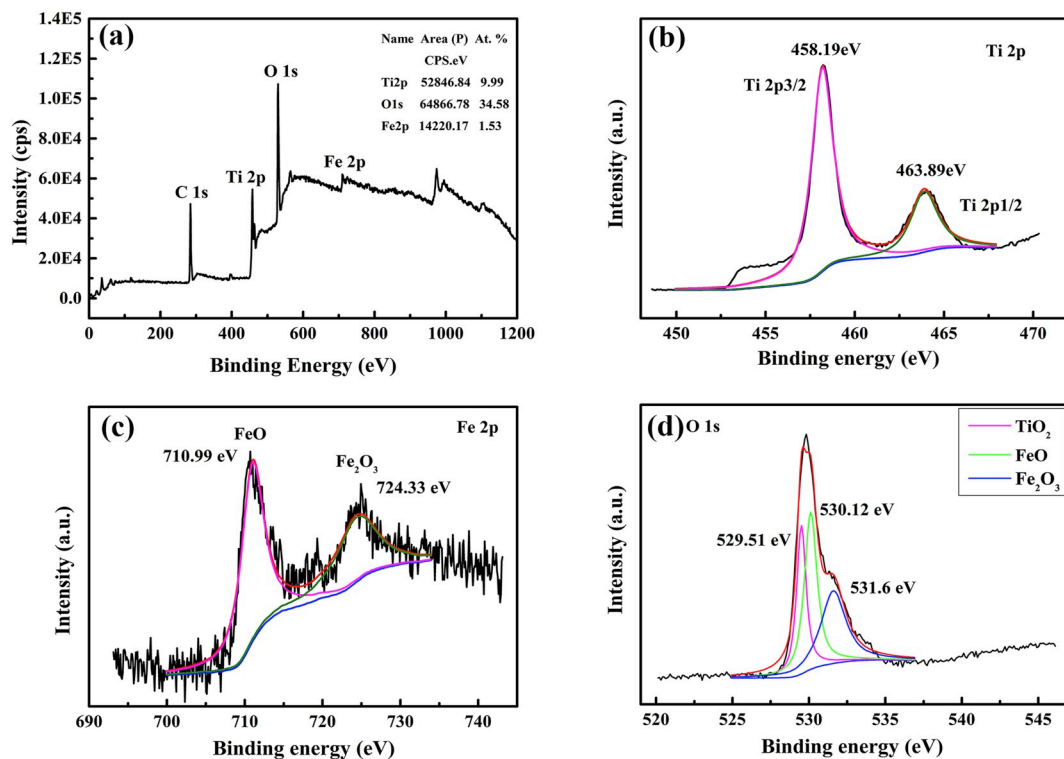 (a)
Name Area (P) At. %
CPS.eV
Ti2p 52846.84 9.99
O1s 64866.78 34.58
Fe2p 14220.17 1.53
O 1s
Fe 2p
Ti 2p
C 1s
1.4E5
1.2E5
1.0E5
8.0E4
6.0E4
4.0E4
2.0E4
0.0
Intensity (cps)
0 200 400 600 800 1000 1200
Binding Energy (eV)
(b)
458.19eV
Ti 2p
Ti 2p3/2
463.89eV
Ti 2p1/2
Intensity (a.u.)
450 455 460 465 470
Binding energy (eV)
(c)
FeO
Fe 2p
710.99 eV
Fe₂O₃
724.33 eV
Intensity (a.u.)
690 700 710 720 730 740
Binding energy (eV)
(d)
O 1s
TiO₂
FeO
Fe₂O₃
530.12 eV
529.51 eV
531.6 eV
Intensity (a.u.)
520 525 530 535 540 545
Binding energy (eV)